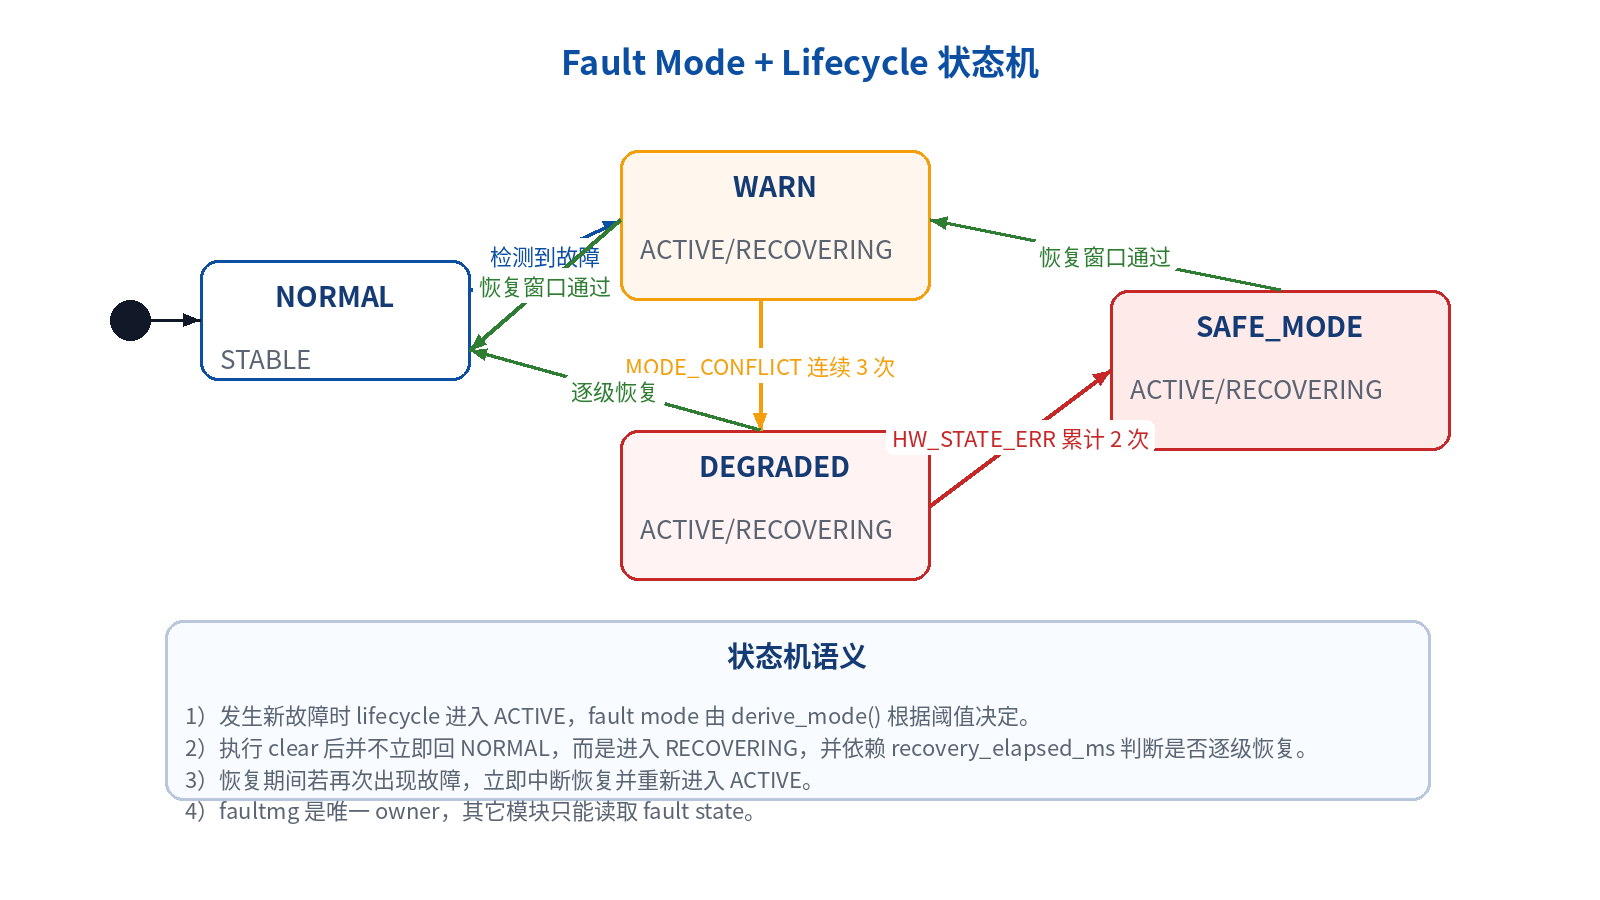 Fault Mode + Lifecycle 状态机
WARN
ACTIVE/RECOVERING
检测到故障
恢复窗口通过
恢复窗口通过
NORMAL
STABLE
SAFE_MODE
ACTIVE/RECOVERING
MODE_CONFLICT 连续 3 次
逐级恢复
HW_STATE_ERR 累计 2 次
DEGRADED
ACTIVE/RECOVERING
状态机语义
1）发生新故障时 lifecycle 进入 ACTIVE，fault mode 由 derive_mode() 根据阈值决定。
2）执行 clear 后并不立即回 NORMAL，而是进入 RECOVERING，并依赖 recovery_elapsed_ms 判断是否逐级恢复。
3）恢复期间若再次出现故障，立即中断恢复并重新进入 ACTIVE。
4）faultmg 是唯一 owner，其它模块只能读取 fault state。